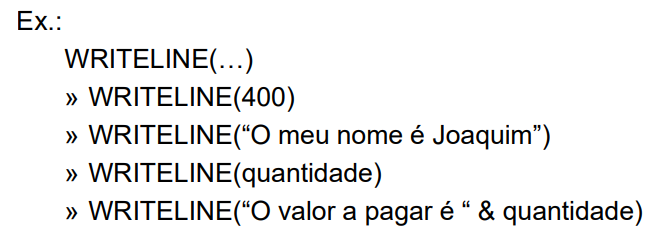 Ex.:
WRITELINE(…)
» WRITELINE(400)
» WRITELINE(“O meu nome é Joaquim”)
» WRITELINE(quantidade)
» WRITELINE(“O valor a pagar é “ & quantidade)